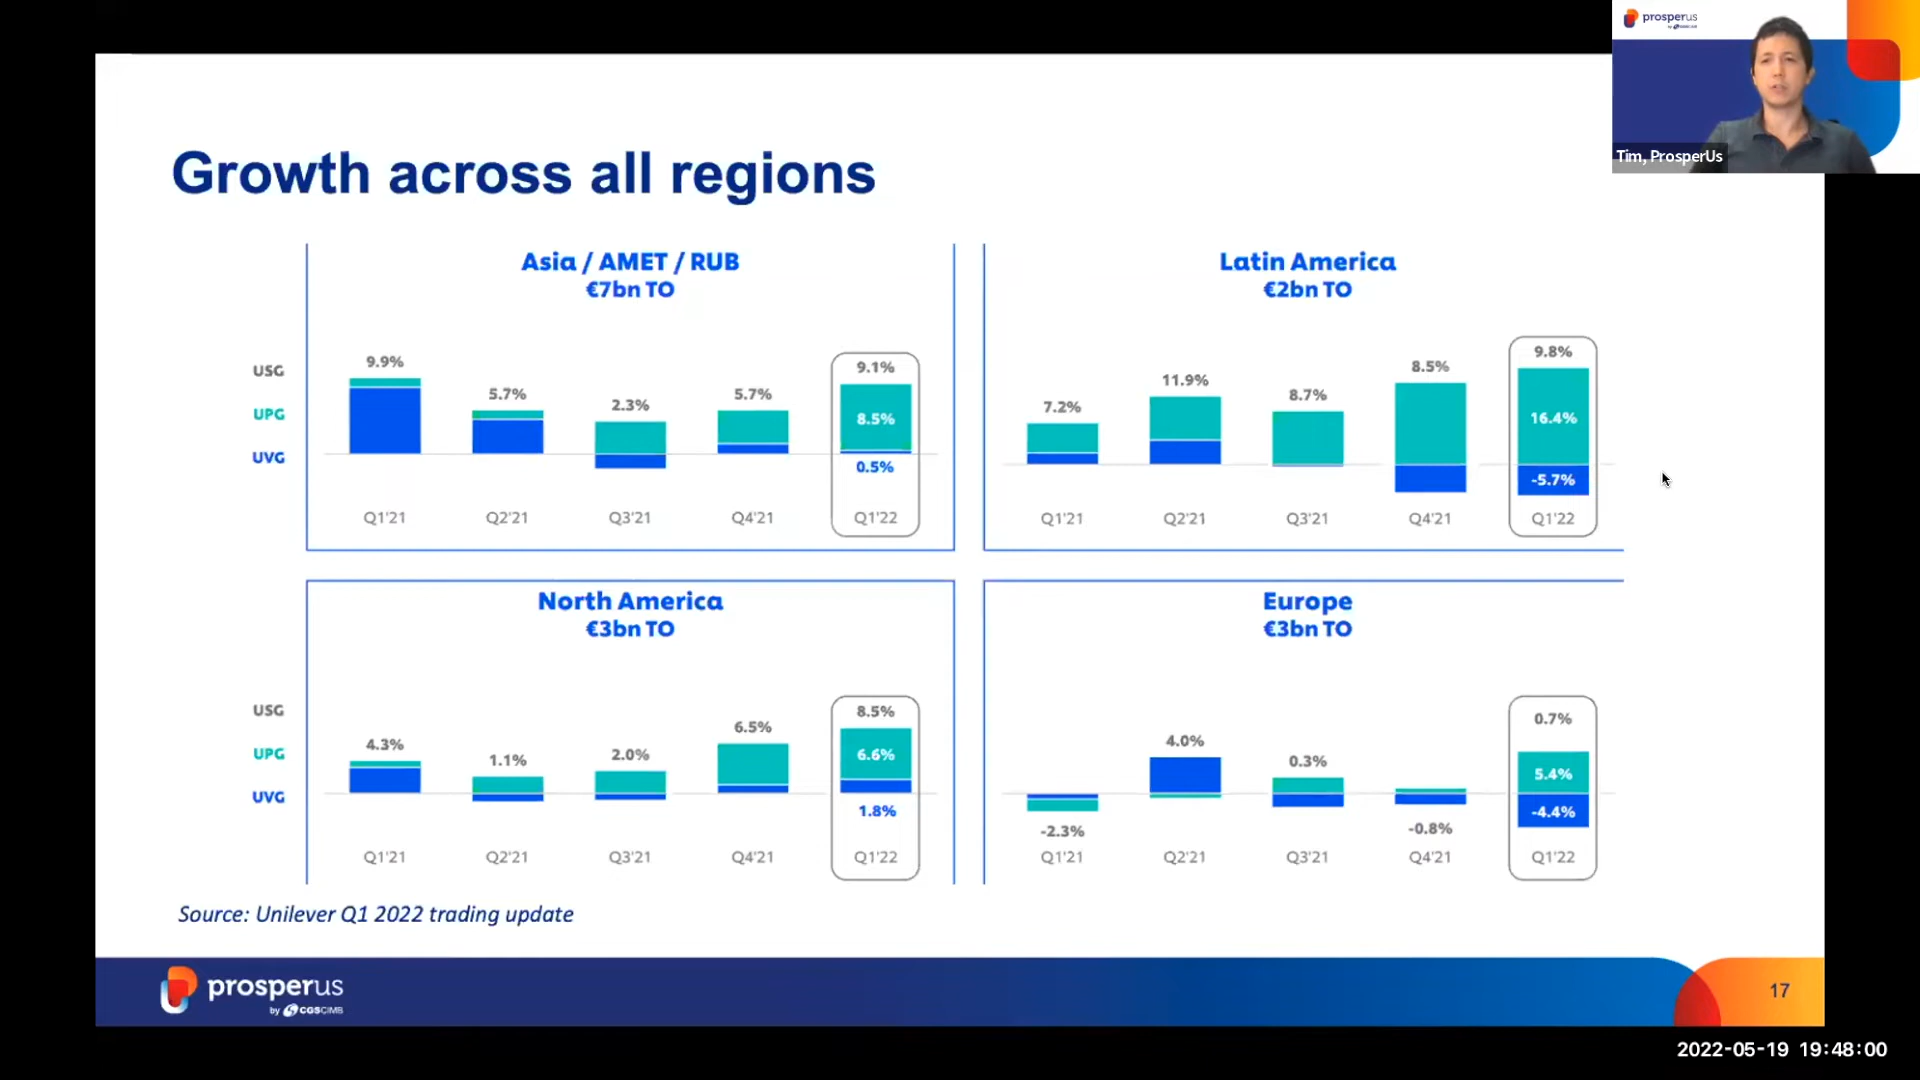 prosperus
Tim, ProsperUs
Growth across all regions
Asia / AMET / RUB
€7bn TO
USG
UPG
UVG
9.9%
5.7%
2.3%
5.7%
9.1%
8.5%
0.5%
Q1'21
Q2'21
Q3'21
Q4'21
Q1'22
Latin America
€2bn TO
7.2%
11.9%
8.7%
8.5%
9.8%
16.4%
-5.7%
Q1'21
Q2'21
Q3'21
Q4'21
Q1'22
North America
€3bn TO
USG
UPG
UVG
4.3%
1.1%
2.0%
6.5%
8.5%
6.6%
1.8%
Q1'21
Q2'21
Q3'21
Q4'21
Q1'22
Europe
€3bn TO
-2.3%
4.0%
0.3%
-0.8%
0.7%
5.4%
-4.4%
Q1'21
Q2'21
Q3'21
Q4'21
Q1'22
Source: Unilever Q1 2022 trading update
prosperus
by CGSCIMB
17
2022-05-19 19:48:00